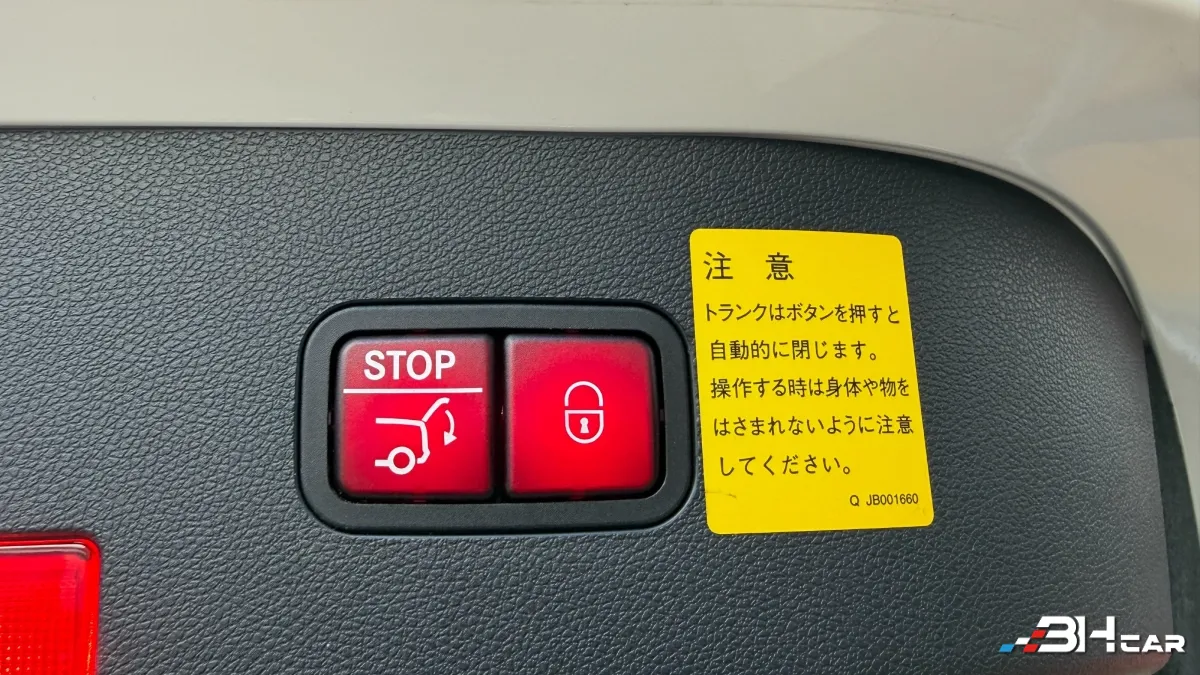 STOP
注 意
トランクはボタンを押すと
自動的に閉じます。
操作する時は身体や物を
はさまれないように注意
してください。
Q JB001660
BHCAR